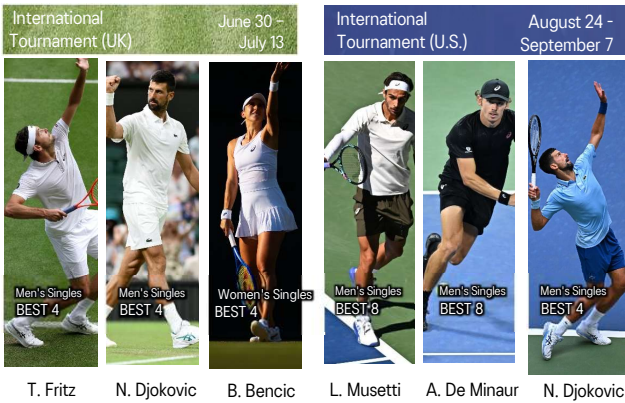 International
Tournament (UK)
June 30 –
July 13
International
Tournament (U.S.)
August 24 -
September 7
Men's Singles
BEST 4
Men's Singles
BEST 4
Women's Singles
BEST 4
Men's Singles
BEST 8
Men's Singles
BEST 8
Men's Singles
BEST 4
T. Fritz
N. Djokovic
B. Bencic
L. Musetti
A. De Minaur
N. Djokovic